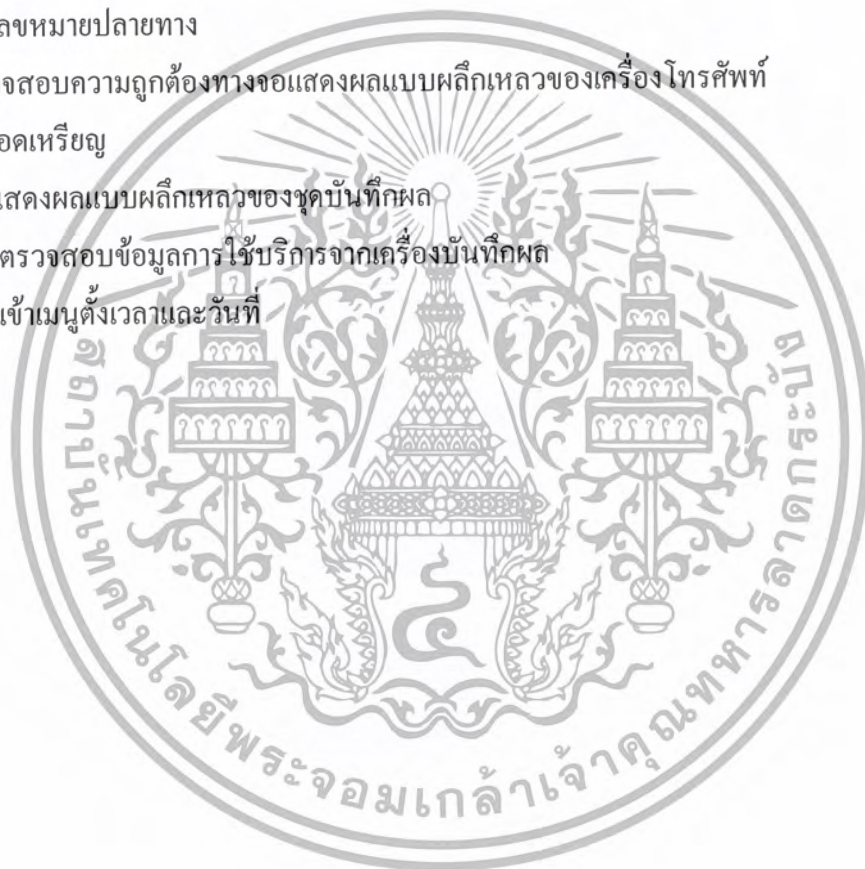 ลขหมายปลายทาง
จสอบความถูกต้องทางจอแสดงผลแบบผลึกเหลวของเครื่องโทรศัพท์
อดเหรียญ
แสดงผลแบบผลึกเหลวของชุดบันทึกผล
ตรวจสอบข้อมูลการใช้บริการจากเครื่องบันทึกผล
นเข้าเมนูตั้งเวลาและวันที่
สถาบันเทคโนโลยีพระจอมเกล้าเจ้าคุณทหารลาดกระบัง